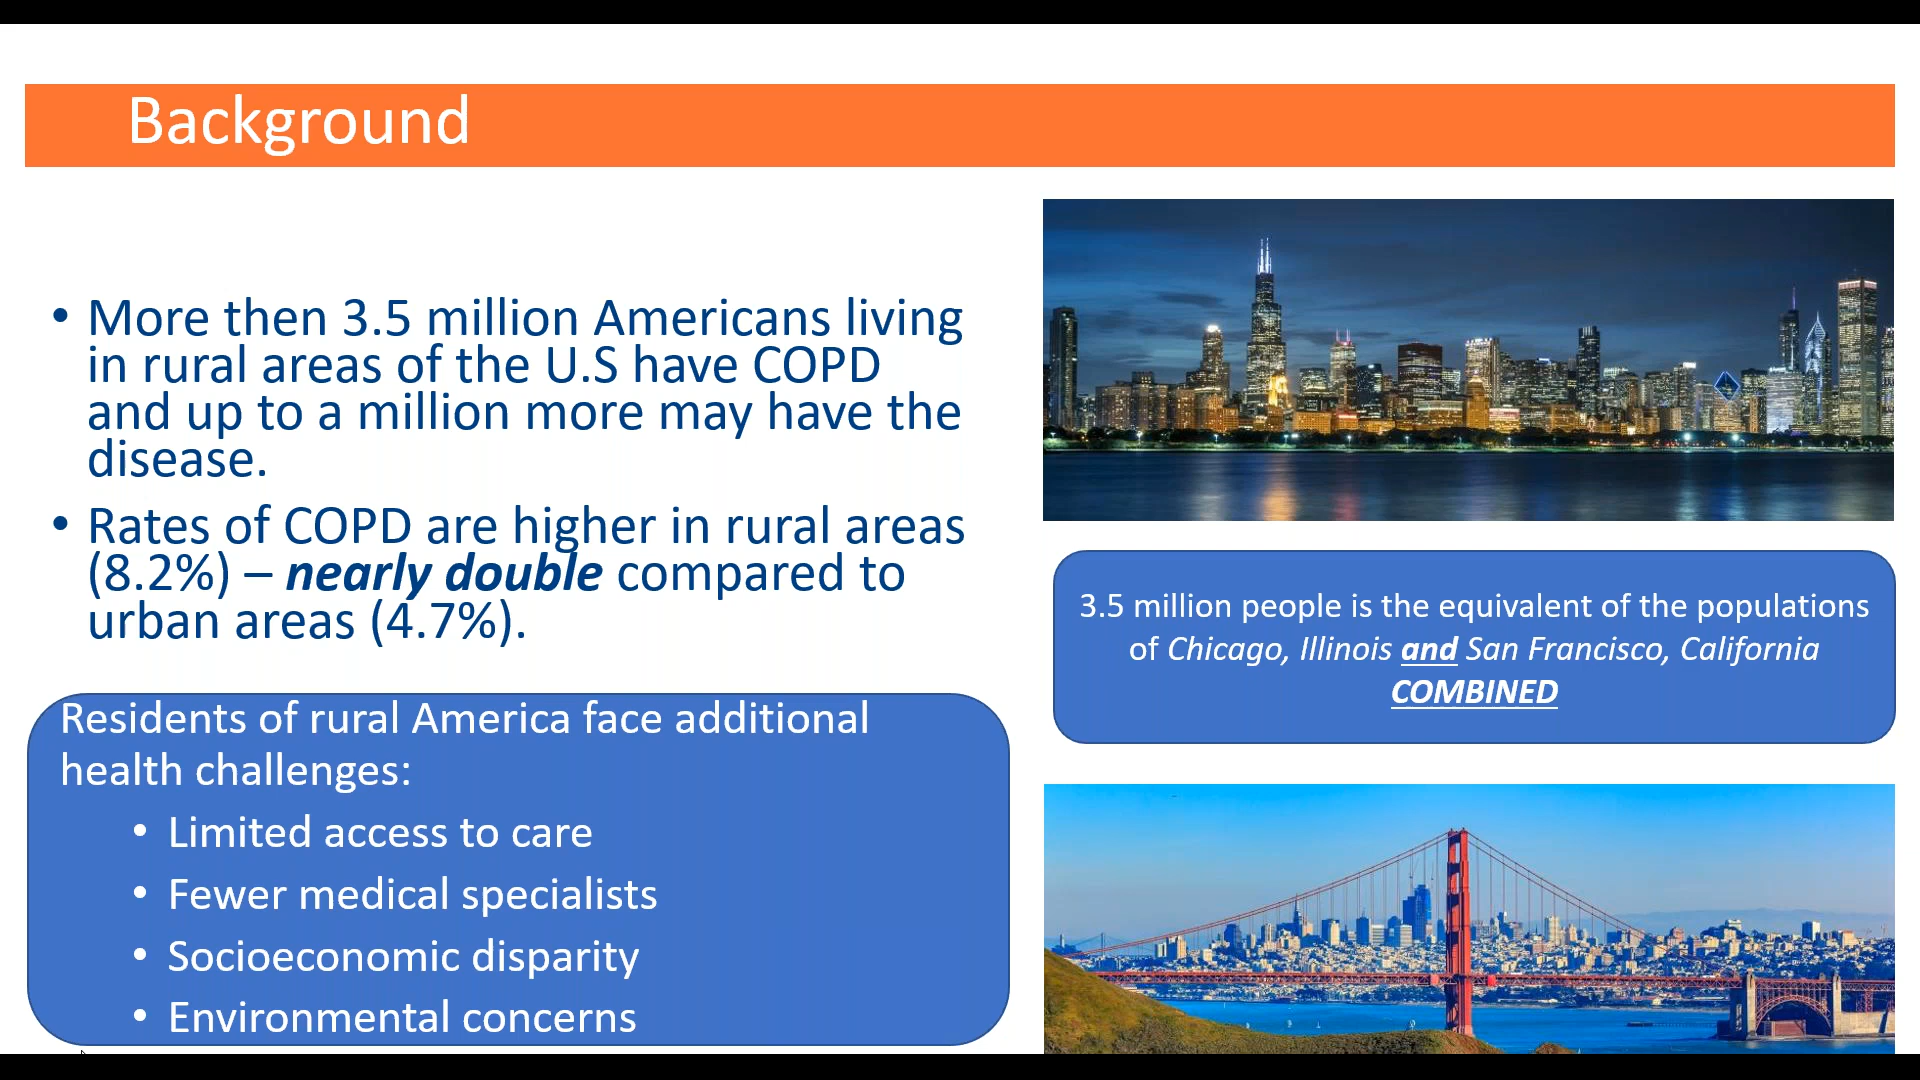 Background
• More then 3.5 million Americans living
in rural areas of the U.S have COPD
and up to a million more may have the
disease.
• Rates of COPD are higher in rural areas
(8.2%) – nearly double compared to
urban areas (4.7%).
Residents of rural America face additional
health challenges:
• Limited access to care
• Fewer medical specialists
• Socioeconomic disparity
• Environmental concerns
3.5 million people is the equivalent of the populations
of Chicago, Illinois and San Francisco, California
COMBINED